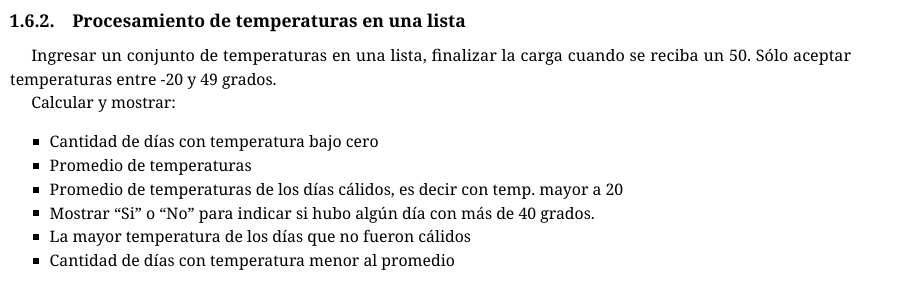 1.6.2. Procesamiento de temperaturas en una lista
Ingresar un conjunto de temperaturas en una lista, finalizar la carga cuando se reciba un 50. Sólo aceptar
temperaturas entre -20 y 49 grados.
Calcular y mostrar:
▪ Cantidad de días con temperatura bajo cero
▪ Promedio de temperaturas
▪ Promedio de temperaturas de los días cálidos, es decir con temp. mayor a 20
▪ Mostrar “Si” o “No” para indicar si hubo algún día con más de 40 grados.
▪ La mayor temperatura de los días que no fueron cálidos
▪ Cantidad de días con temperatura menor al promedio